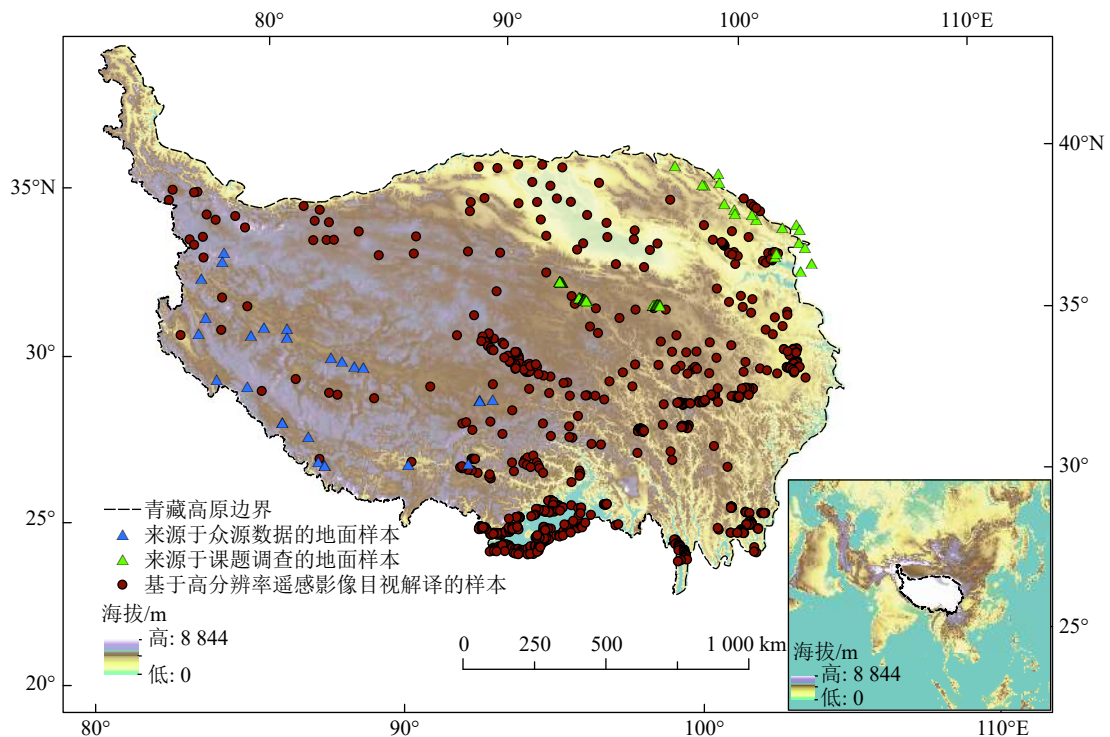 80° 90° 100° 110°E
40°N
35°N
35°
30°
30°
25°
25°
20°
80° 90° 100° 110°E
青藏高原边界
来源于众源数据的地面样本
来源于课题调查的地面样本
基于高分辨率遥感影像目视解译的样本
海拔/m
高: 8 844
低: 0
0 250 500 1 000 km
海拔/m
高: 8 844
低: 0